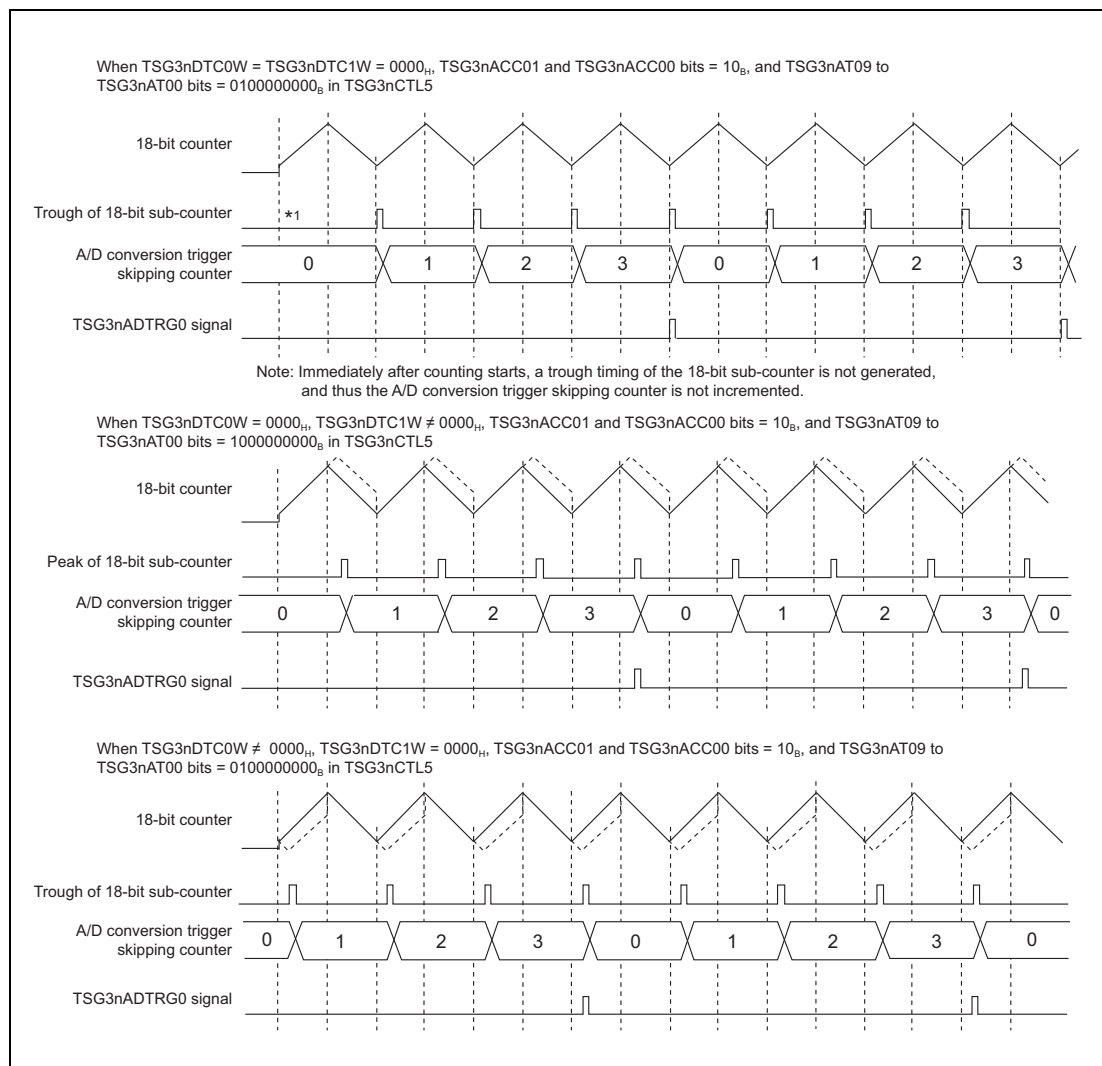 When TSG3nDTC0W = TSG3nDTC1W = 0000H, TSG3nACC01 and TSG3nACC00 bits = 10B, and TSG3nAT09 to
TSG3nAT00 bits = 0100000000B in TSG3nCTL5
18-bit counter
Trough of 18-bit sub-counter
*1
A/D conversion trigger
skipping counter
0 1 2 3 0 1 2 3
TSG3nADTRG0 signal
Note: Immediately after counting starts, a trough timing of the 18-bit sub-counter is not generated,
and thus the A/D conversion trigger skipping counter is not incremented.
When TSG3nDTC0W = 0000H, TSG3nDTC1W ≠ 0000H, TSG3nACC01 and TSG3nACC00 bits = 10B, and TSG3nAT09 to
TSG3nAT00 bits = 1000000000B in TSG3nCTL5
18-bit counter
Peak of 18-bit sub-counter
A/D conversion trigger
skipping counter
0 1 2 3 0 1 2 3 0
TSG3nADTRG0 signal
When TSG3nDTC0W ≠ 0000H, TSG3nDTC1W = 0000H, TSG3nACC01 and TSG3nACC00 bits = 10B, and TSG3nAT09 to
TSG3nAT00 bits = 0100000000B in TSG3nCTL5
18-bit counter
Trough of 18-bit sub-counter
A/D conversion trigger
skipping counter
0 1 2 3 0 1 2 3 0
TSG3nADTRG0 signal